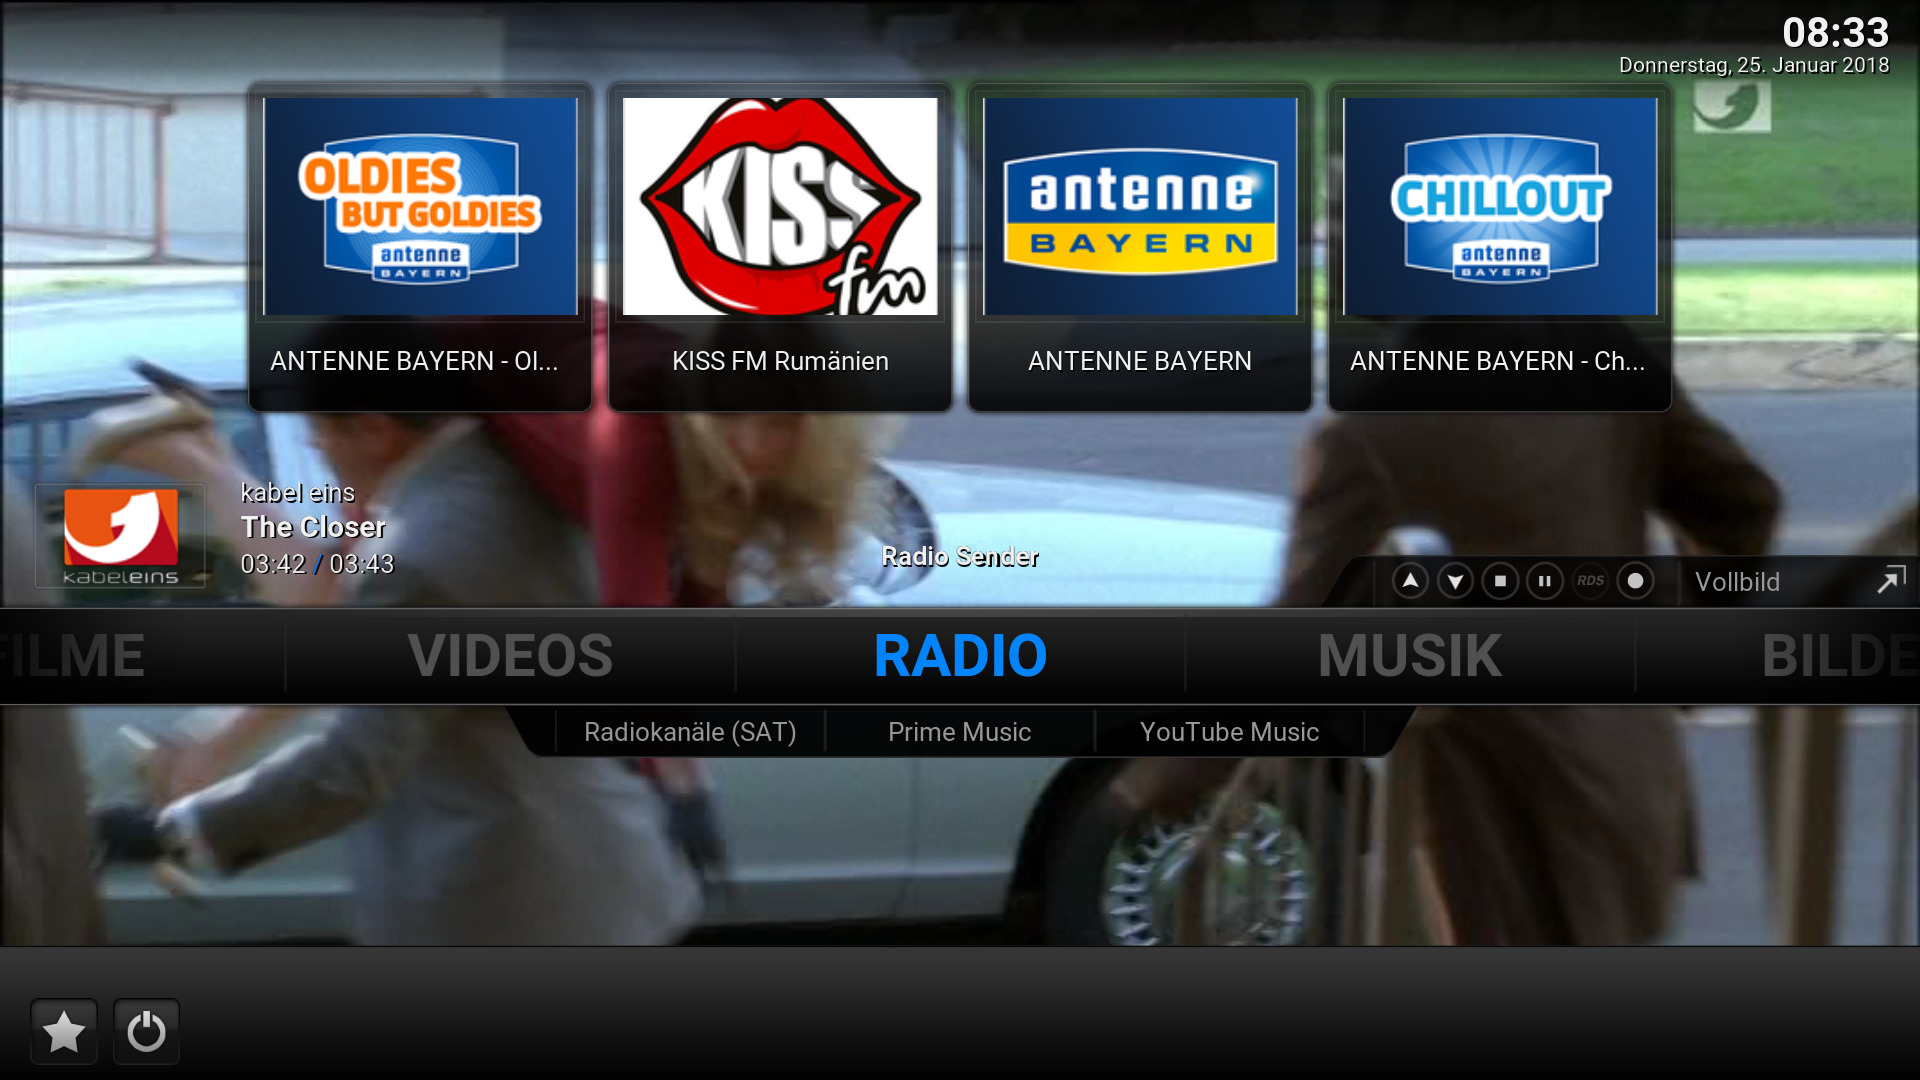 08:33
Donnerstag, 25. Januar 2018
OLDIES
BUT GOLDIES
antenne
BAYERN
KISS
fm
antenne
BAYERN
CHILLOUT
antenne
BAYERN
ANTENNE BAYERN - Ol...
KISS FM Rumänien
ANTENNE BAYERN
ANTENNE BAYERN - Ch...
kabel eins
The Closer
03:42 / 03:43
kabeleins
Radio Sender
RDS
Vollbild
FILME
VIDEOS
RADIO
MUSIK
BILDE
Radiokanäle (SAT)
Prime Music
YouTube Music